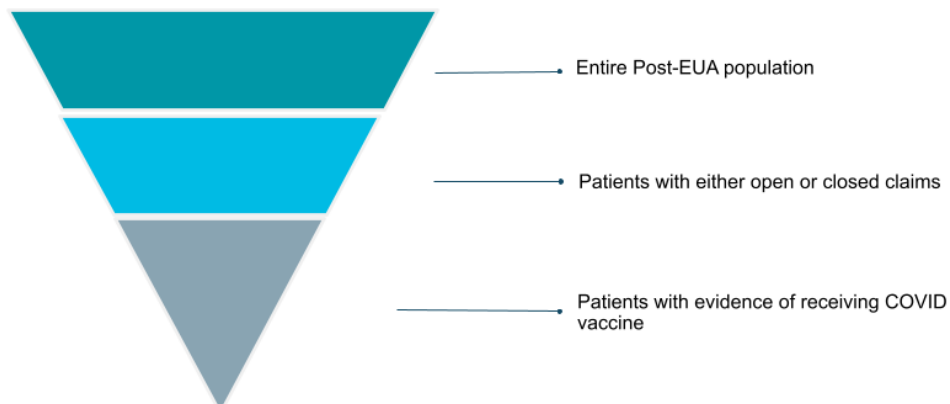 Entire Post-EUA population
Patients with either open or closed claims
Patients with evidence of receiving COVID
vaccine